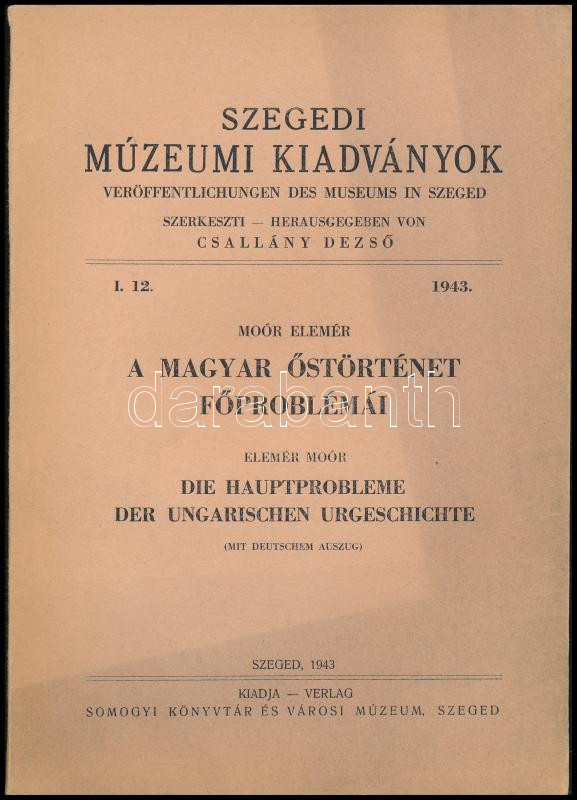 SZEGEDI
MÚZEUMI KIADVÁNYOK
VERÖFFENTLICHUNGEN DES MUSEUMS IN SZEGED
SZERKESZTI — HERAUSGEGEBEN VON
CSALLÁNY DEZSŐ
I. 12. 1943.
MOÓR ELEMÉR
A MAGYAR ŐSTÖRTÉNET
darabanth
FŐPROBLÉMÁI
ELEMÉR MOÓR
DIE HAUPTPROBLEME
DER UNGARISCHEN URGESCHICHTE
(MIT DEUTSCHEM AUSZUG)
SZEGED, 1943
KIADJA — VERLAG
SOMOGYI KÖNYVTÁR ÉS VÁROSI MÚZEUM, SZEGED